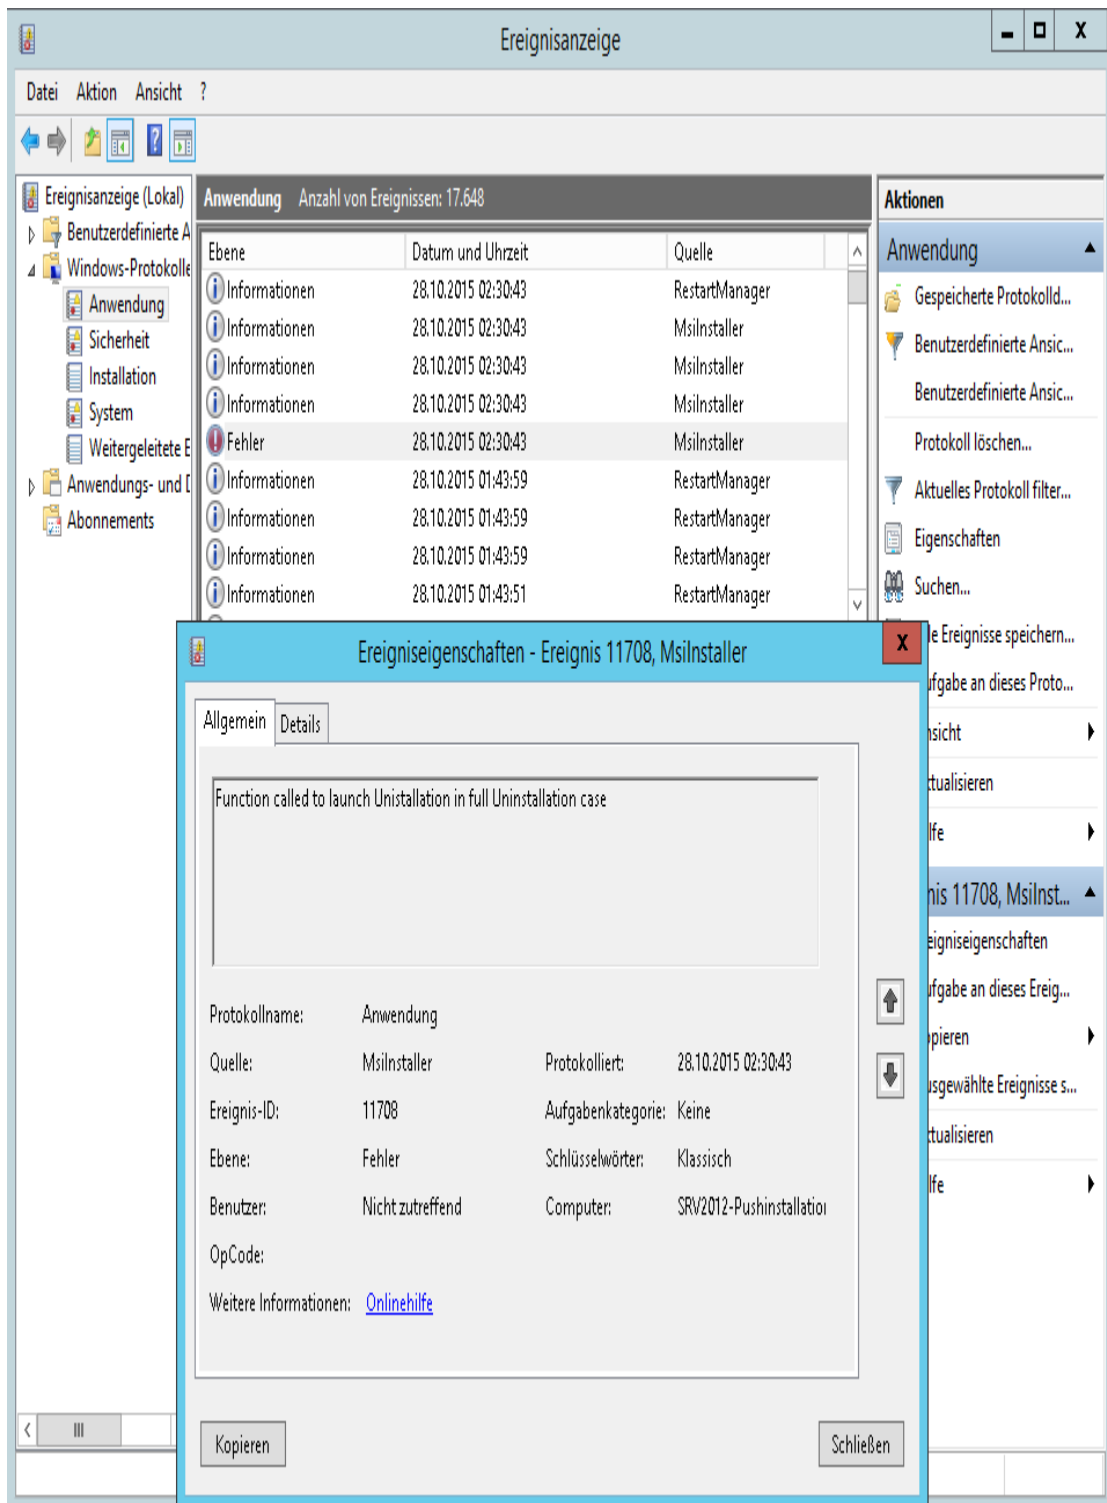 Ereignisanzeige
Datei Aktion Ansicht ?
Ereignisanzeige (Lokal)
Benutzerdefinierte A
Windows-Protokolle
Anwendung
Sicherheit
Installation
System
Weitergeleitete E
Anwendungs- und D
Abonnements
Anwendung Anzahl von Ereignissen: 17.648
Ebene Datum und Uhrzeit Quelle
Informationen 28.10.2015 02:30:43 RestartManager
Informationen 28.10.2015 02:30:43 MsiInstaller
Informationen 28.10.2015 02:30:43 MsiInstaller
Informationen 28.10.2015 02:30:43 MsiInstaller
Fehler 28.10.2015 02:30:43 MsiInstaller
Informationen 28.10.2015 01:43:59 RestartManager
Informationen 28.10.2015 01:43:59 RestartManager
Informationen 28.10.2015 01:43:59 RestartManager
Informationen 28.10.2015 01:43:51 RestartManager
Aktionen
Anwendung
Gespeicherte Protokolld...
Benutzerdefinierte Ansic...
Benutzerdefinierte Ansic...
Protokoll löschen...
Aktuelles Protokoll filter...
Eigenschaften
Suchen...
le Ereignisse speichern...
ufgabe an dieses Proto...
nsicht
ktualisieren
lfe
nis 11708, MsiInst...
eigniseigenschaften
ufgabe an dieses Ereig...
opieren
usgewählte Ereignisse s...
ktualisieren
lfe
Ereigniseigenschaften - Ereignis 11708, MsiInstaller
Allgemein Details
Function called to launch Unistallation in full Uninstallation case
Protokollname: Anwendung
Quelle: MsiInstaller Protokolliert: 28.10.2015 02:30:43
Ereignis-ID: 11708 Aufgabenkategorie: Keine
Ebene: Fehler Schlüsselwörter: Klassisch
Benutzer: Nicht zutreffend Computer: SRV2012-Pushinstallation
OpCode:
Weitere Informationen: Onlinehilfe
Kopieren Schließen